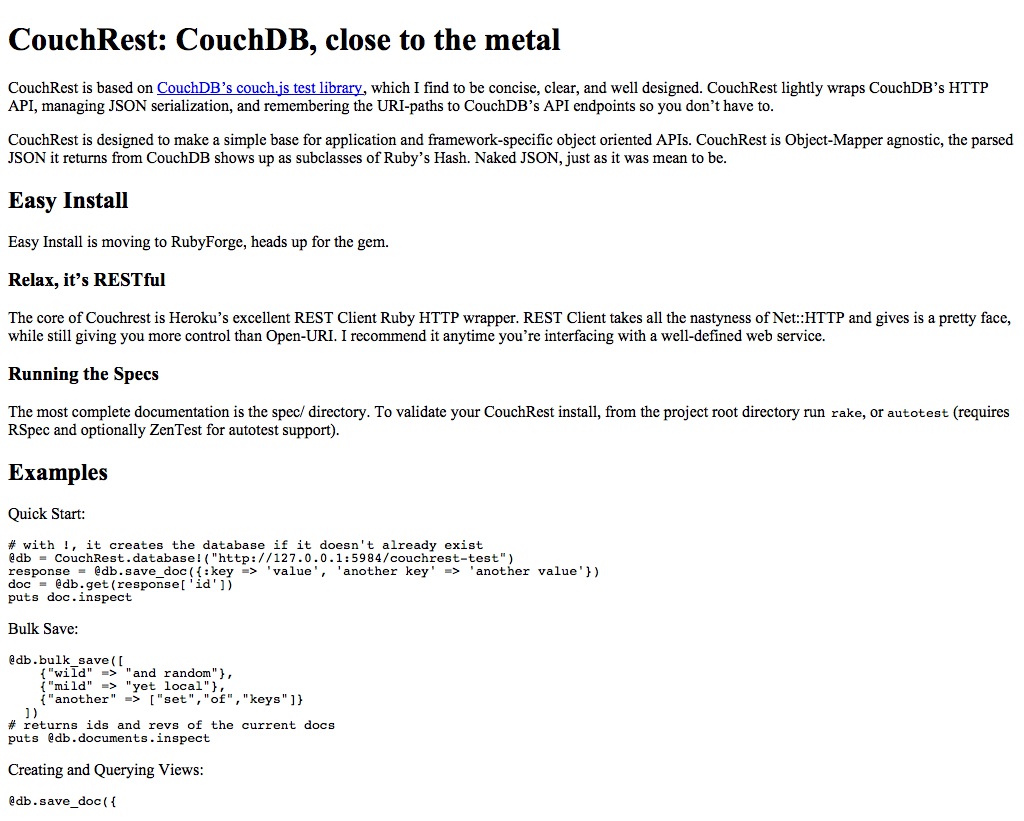 CouchRest: CouchDB, close to the metal
CouchRest is based on CouchDB’s couch.js test library, which I find to be concise, clear, and well designed. CouchRest lightly wraps CouchDB’s HTTP
API, managing JSON serialization, and remembering the URI-paths to CouchDB’s API endpoints so you don’t have to.
CouchRest is designed to make a simple base for application and framework-specific object oriented APIs. CouchRest is Object-Mapper agnostic, the parsed
JSON it returns from CouchDB shows up as subclasses of Ruby’s Hash. Naked JSON, just as it was mean to be.
Easy Install
Easy Install is moving to RubyForge, heads up for the gem.
Relax, it’s RESTful
The core of Couchrest is Heroku’s excellent REST Client Ruby HTTP wrapper. REST Client takes all the nastyness of Net::HTTP and gives is a pretty face,
while still giving you more control than Open-URI. I recommend it anytime you’re interfacing with a well-defined web service.
Running the Specs
The most complete documentation is the spec/ directory. To validate your CouchRest install, from the project root directory run rake, or autotest (requires
RSpec and optionally ZenTest for autotest support).
Examples
Quick Start:
# with !, it creates the database if it doesn't already exist
@db = CouchRest.database!("http://127.0.0.1:5984/couchrest-test")
response = @db.save_doc({:key => 'value', 'another key' => 'another value'})
doc = @db.get(response['id'])
puts doc.inspect
Bulk Save:
@db.bulk_save([
    {"wild" => "and random"},
    {"mild" => "yet local"},
    {"another" => ["set","of","keys"]}
  ])
# returns ids and revs of the current docs
puts @db.documents.inspect
Creating and Querying Views:
@db.save_doc({